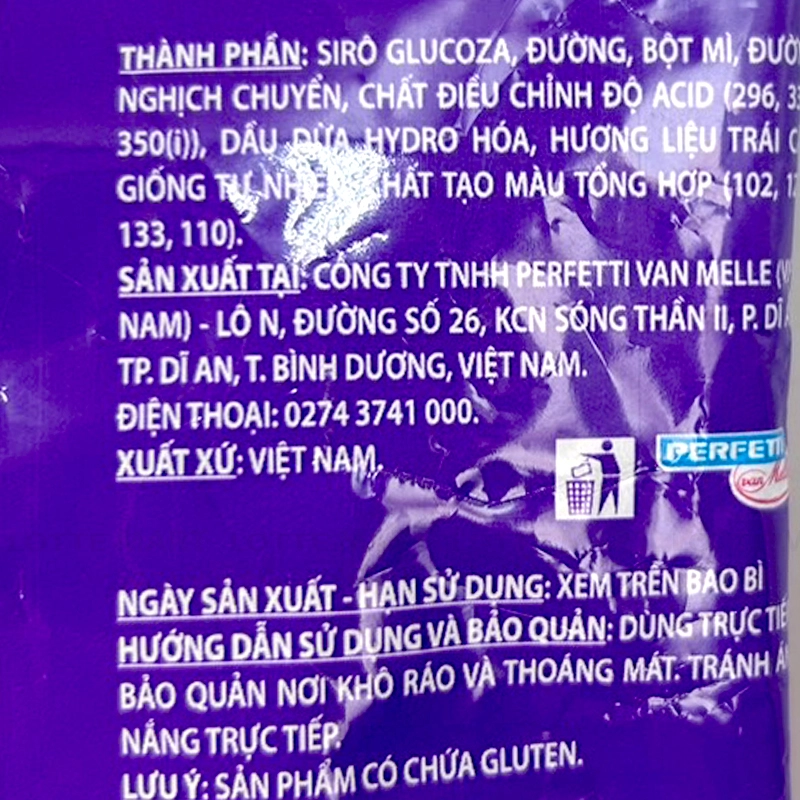 THÀNH PHẦN: SIRÔ GLUCOZA, ĐƯỜNG, BỘT MÌ,
NGHỊCH CHUYỂN, CHẤT ĐIỀU CHỈNH ĐỘ ACID (296,
350(i)), DẦU DỪA HYDRO HÓA, HƯƠNG LIỆU TRÁI
GIỐNG TỰ NHIÊN, CHẤT TẠO MÀU TỔNG HỢP (102,
133, 110).
SẢN XUẤT TẠI: CÔNG TY TNHH PERFETTI VAN MELLE
NAM) - LÔ N, ĐƯỜNG SỐ 26, KCN SÓNG THẦN II, P. DĨ
TP. DĨ AN, T. BÌNH DƯƠNG, VIỆT NAM.
ĐIỆN THOẠI: 0274 3741 000.
XUẤT XỨ: VIỆT NAM.
PERFETTI
van Melle
NGÀY SẢN XUẤT - HẠN SỬ DỤNG: XEM TRÊN BAO BÌ
HƯỚNG DẪN SỬ DỤNG VÀ BẢO QUẢN: DÙNG TRỰC
BẢO QUẢN NƠI KHÔ RÁO VÀ THOÁNG MÁT. TRÁNH
NẮNG TRỰC TIẾP.
LƯU Ý: SẢN PHẨM CÓ CHỨA GLUTEN.